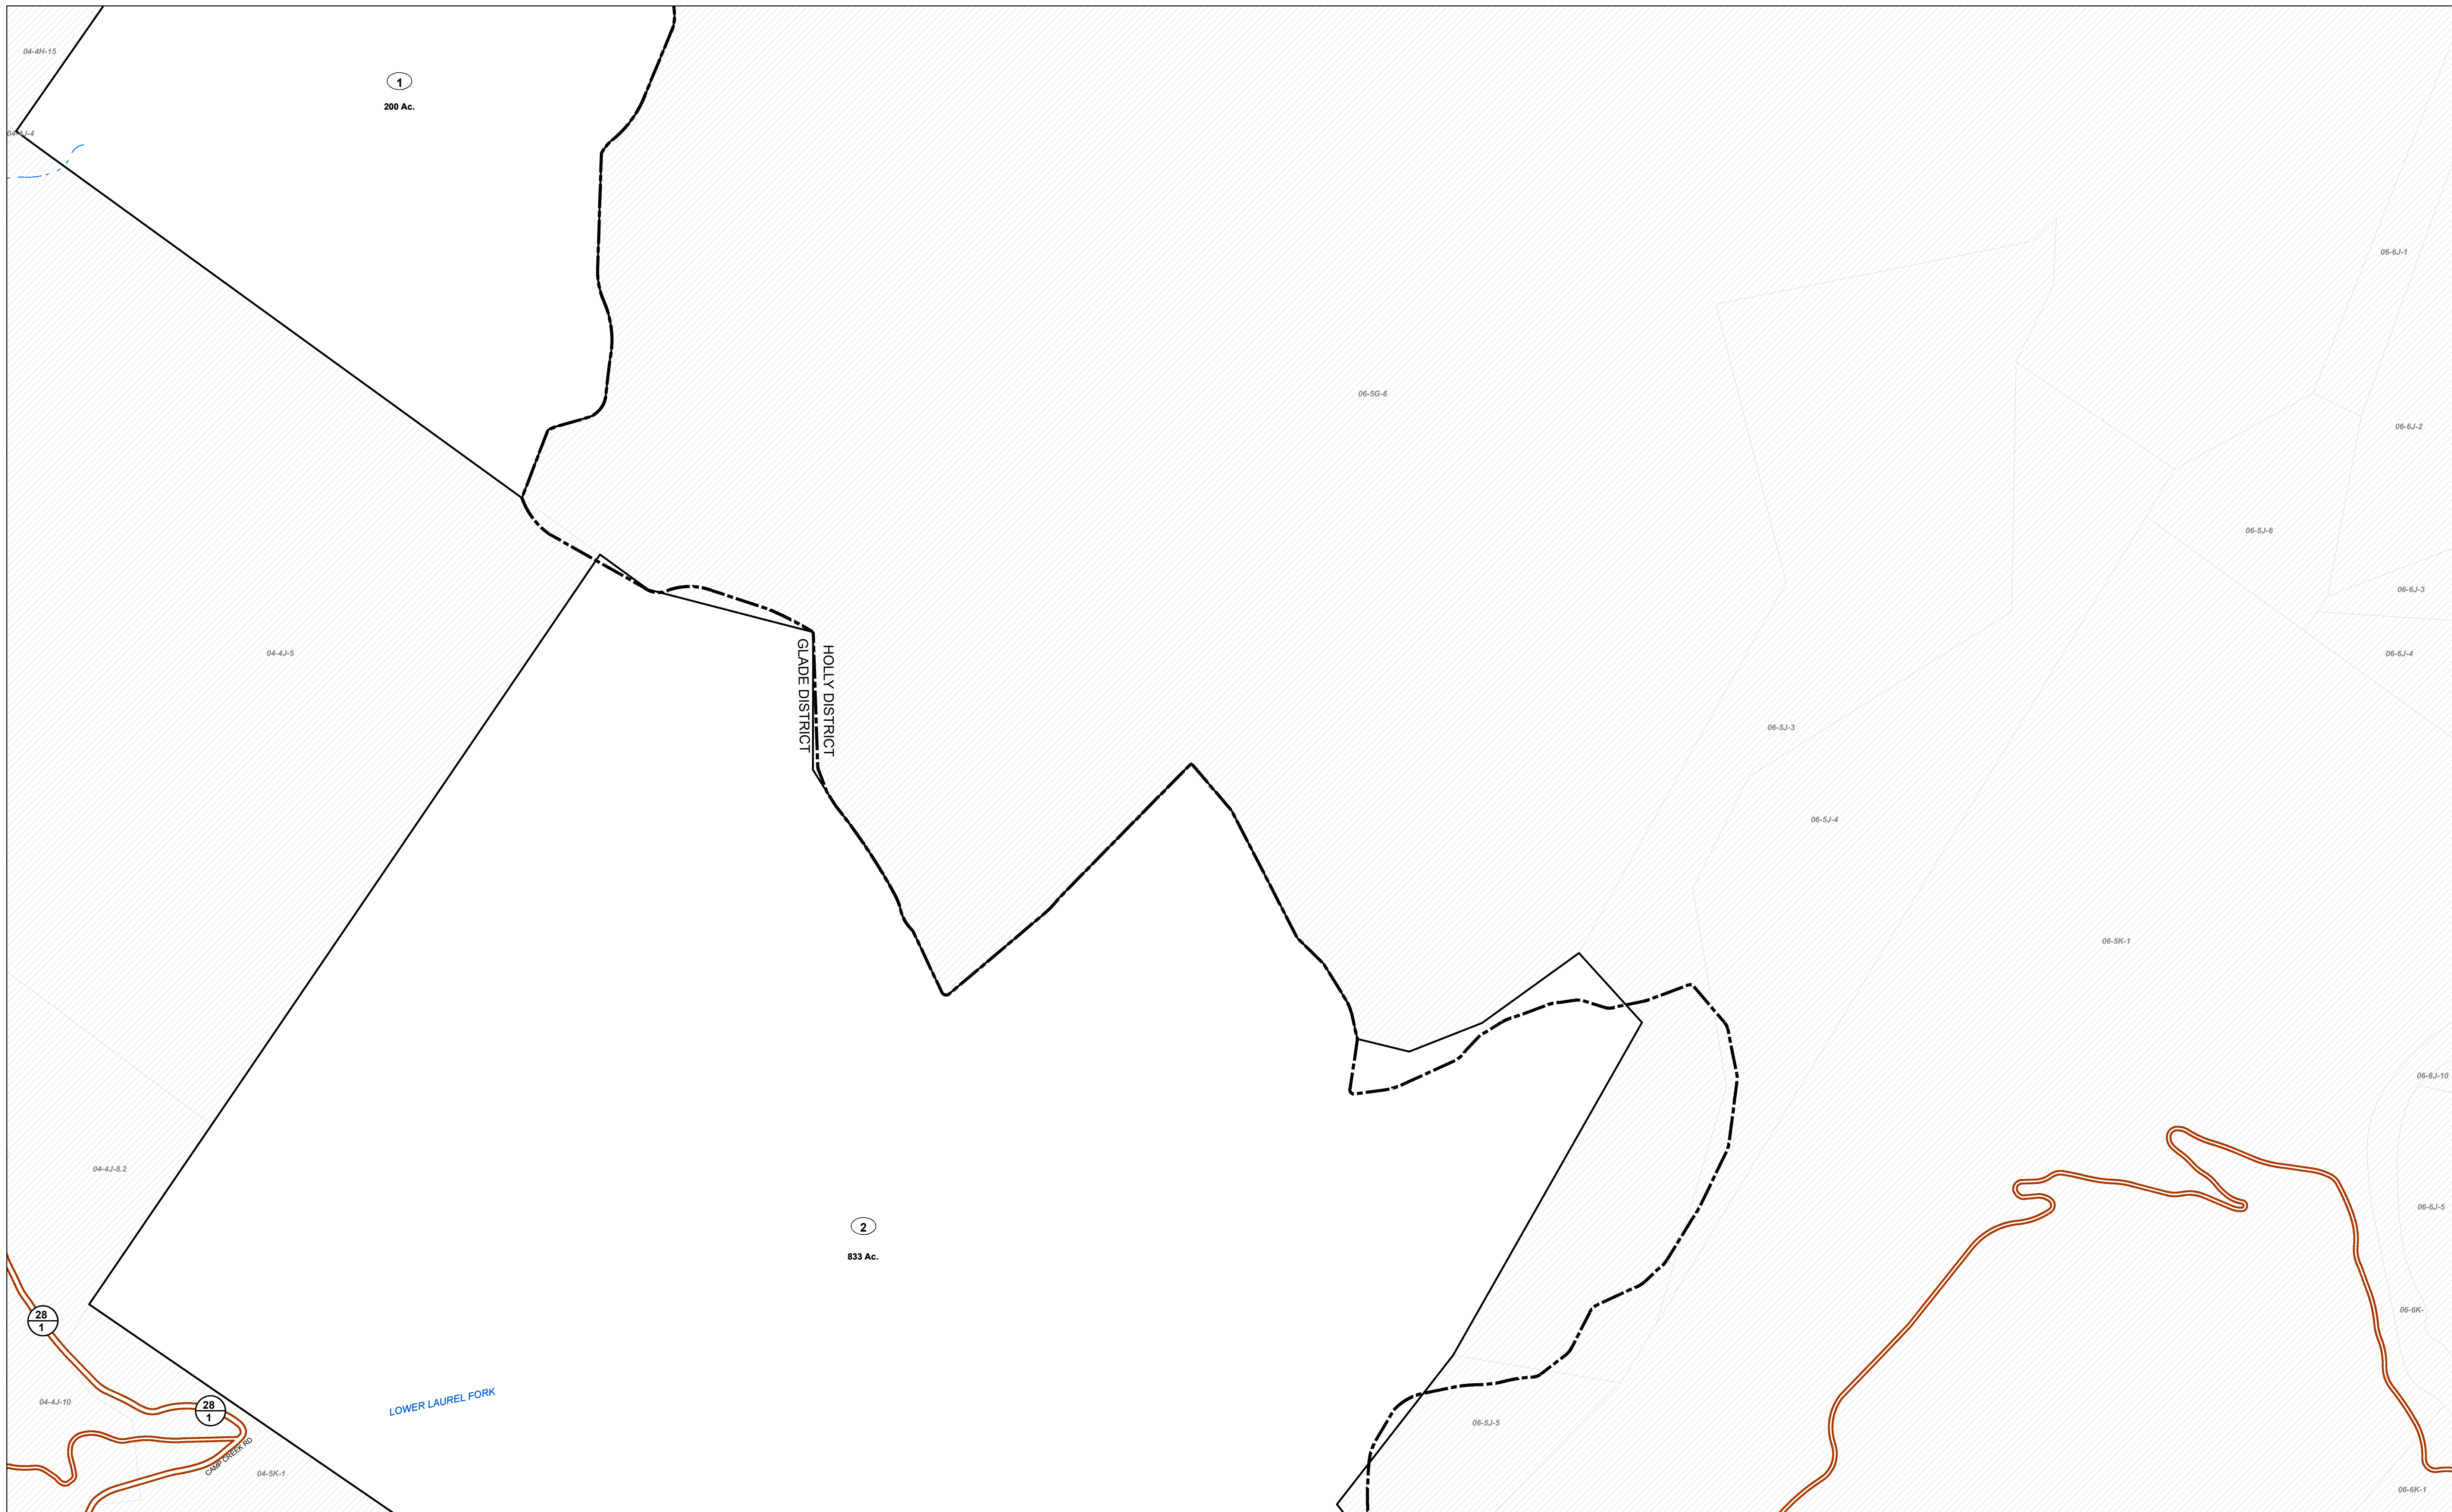 04-4H-15
1
200 Ac.
04-4J-4
06-6J-1
06-5G-6
06-6J-2
06-5J-6
06-6J-3
04-4J-5
06-6J-4
HOLLY DISTRICT
GLADE DISTRICT
06-5J-3
06-5J-4
06-5K-1
06-6J-10
04-4J-8.2
06-6J-5
2
833 Ac.
06-6K-
28
1
LOWER LAUREL FORK
04-4J-10
28
1
06-5J-5
CAMP CREEK RD
04-5K-1
06-6K-1